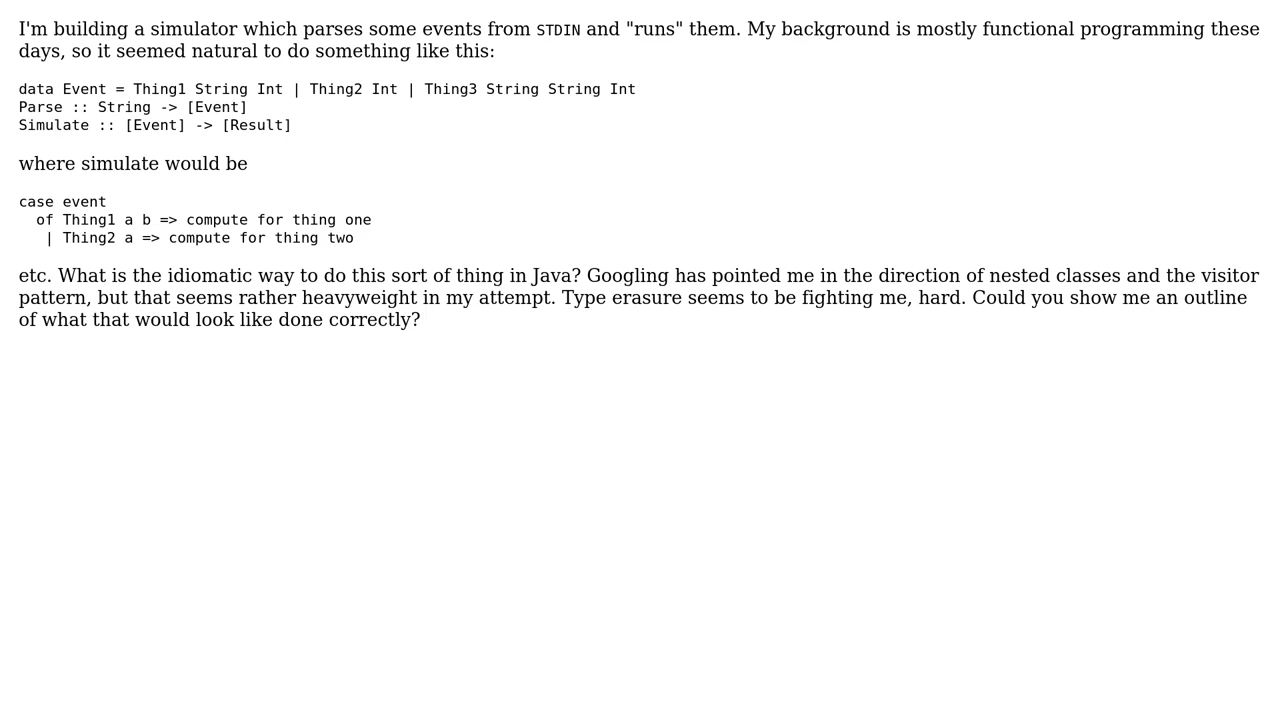 I'm building a simulator which parses some events from STDIN and "runs" them. My background is mostly functional programming these
days, so it seemed natural to do something like this:
data Event = Thing1 String Int | Thing2 Int | Thing3 String String Int
Parse :: String -> [Event]
Simulate :: [Event] -> [Result]
where simulate would be
case event
  of Thing1 a b => compute for thing one
   | Thing2 a => compute for thing two
etc. What is the idiomatic way to do this sort of thing in Java? Googling has pointed me in the direction of nested classes and the visitor
pattern, but that seems rather heavyweight in my attempt. Type erasure seems to be fighting me, hard. Could you show me an outline
of what that would look like done correctly?